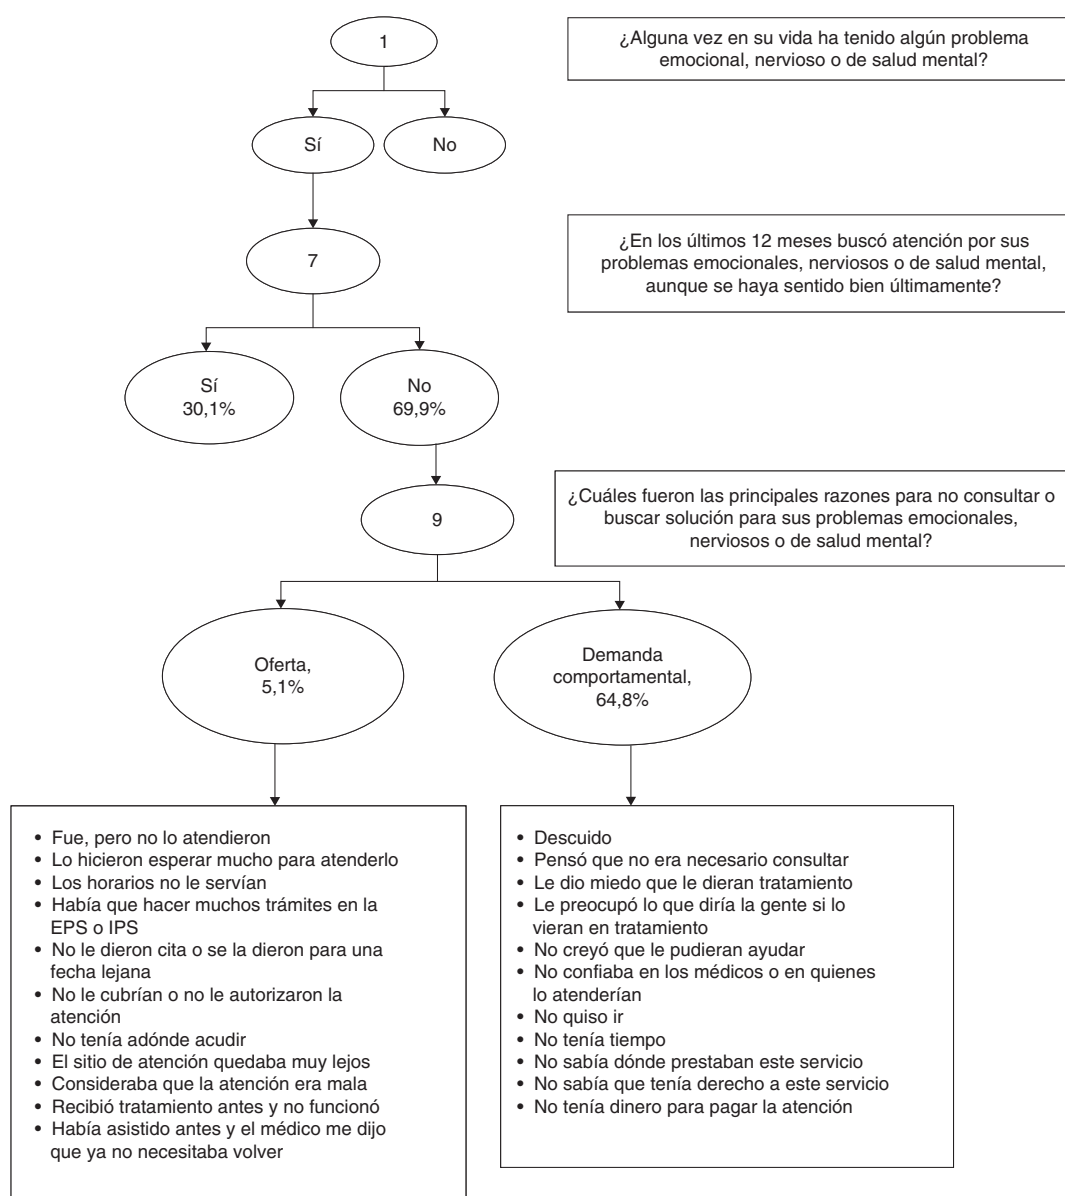 1
¿Alguna vez en su vida ha tenido algún problema
emocional, nervioso o de salud mental?
Sí
No
7
¿En los últimos 12 meses buscó atención por sus
problemas emocionales, nerviosos o de salud mental,
aunque se haya sentido bien últimamente?
Sí
30,1%
No
69,9%
9
¿Cuáles fueron las principales razones para no consultar o
buscar solución para sus problemas emocionales,
nerviosos o de salud mental?
Oferta,
5,1%
Demanda
comportamental,
64,8%
• Fue, pero no lo atendieron
• Lo hicieron esperar mucho para atenderlo
• Los horarios no le servían
• Había que hacer muchos trámites en la
EPS o IPS
• No le dieron cita o se la dieron para una
fecha lejana
• No le cubrían o no le autorizaron la
atención
• No tenía adónde acudir
• El sitio de atención quedaba muy lejos
• Consideraba que la atención era mala
• Recibió tratamiento antes y no funcionó
• Había asistido antes y el médico me dijo
que ya no necesitaba volver
• Descuido
• Pensó que no era necesario consultar
• Le dio miedo que le dieran tratamiento
• Le preocupó lo que diría la gente si lo
vieran en tratamiento
• No creyó que le pudieran ayudar
• No confiaba en los médicos o en quienes
lo atenderían
• No quiso ir
• No tenía tiempo
• No sabía dónde prestaban este servicio
• No sabía que tenía derecho a este servicio
• No tenía dinero para pagar la atención